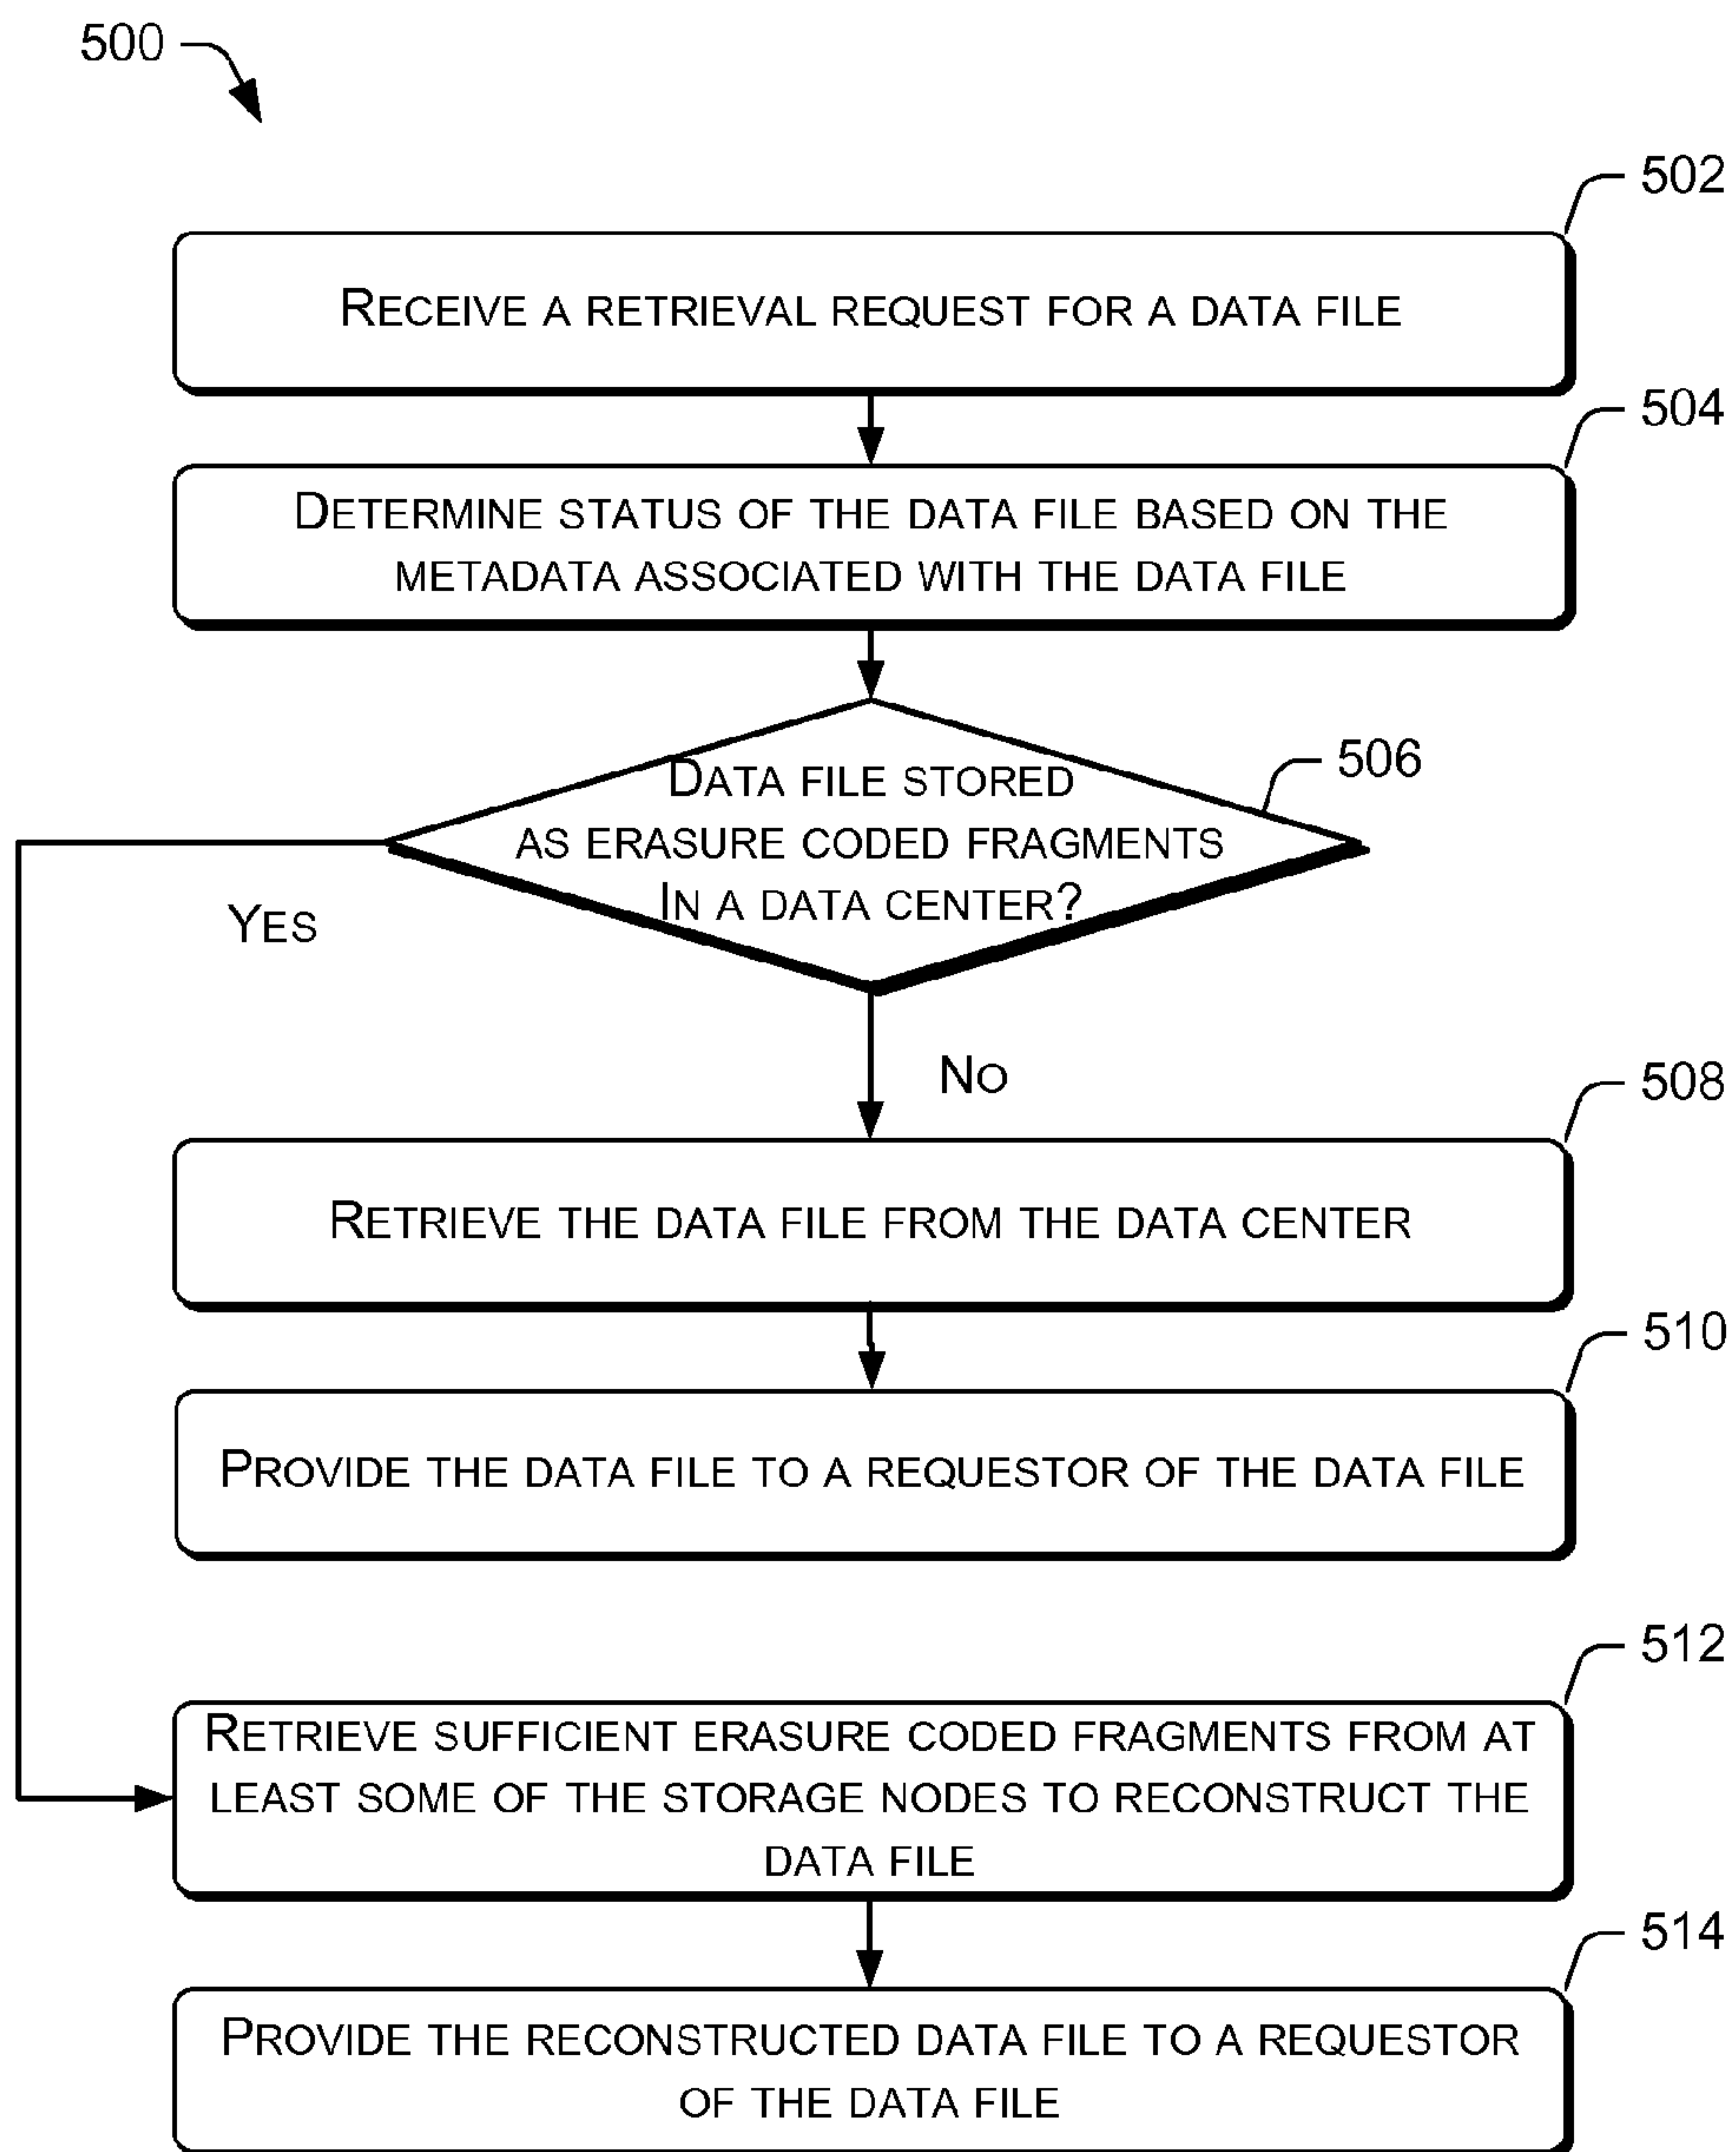 500
502
RECEIVE A RETRIEVAL REQUEST FOR A DATA FILE
504
DETERMINE STATUS OF THE DATA FILE BASED ON THE
METADATA ASSOCIATED WITH THE DATA FILE
506
DATA FILE STORED
AS ERASURE CODED FRAGMENTS
IN A DATA CENTER?
YES
NO
508
RETRIEVE THE DATA FILE FROM THE DATA CENTER
510
PROVIDE THE DATA FILE TO A REQUESTOR OF THE DATA FILE
512
RETRIEVE SUFFICIENT ERASURE CODED FRAGMENTS FROM AT
LEAST SOME OF THE STORAGE NODES TO RECONSTRUCT THE
DATA FILE
514
PROVIDE THE RECONSTRUCTED DATA FILE TO A REQUESTOR
OF THE DATA FILE